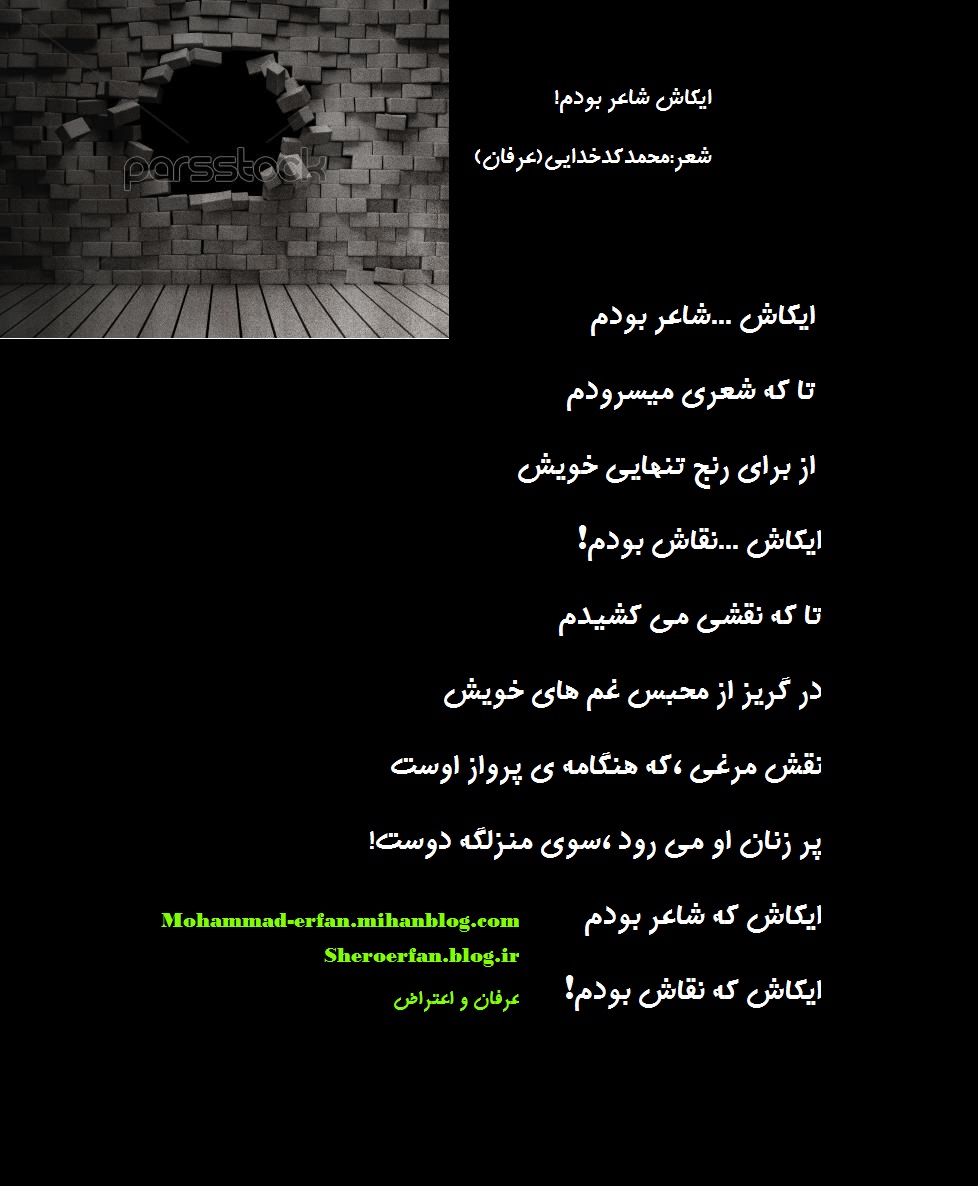 ایکاش شاعر بودم!
شعر:محمدکدخدایی(عرفان)
parsstock
ایکاش ...شاعر بودم
تا که شعری میسرودم
از برای رنج تنهایی خویش
ایکاش ...نقاش بودم!
تا که نقشی می کشیدم
در گریز از محبس غم های خویش
نقش مرغی ،که هنگامه ی پرواز اوست
پر زنان او می رود ،سوی منزلگه دوست!
ایکاش که شاعر بودم
ایکاش که نقاش بودم!
Mohammad-erfan.mihanblog.com
Sheroerfan.blog.ir
عرفان و اعتراض